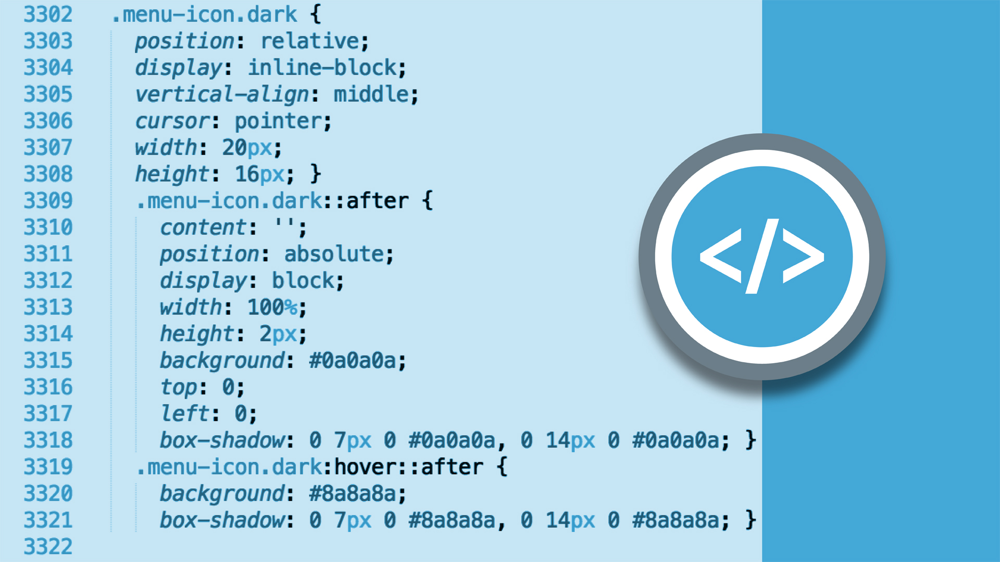 3302 .menu-icon.dark {
3303 position: relative;
3304 display: inline-block;
3305 vertical-align: middle;
3306 cursor: pointer;
3307 width: 20px;
3308 height: 16px; }
3309 .menu-icon.dark::after {
3310 content: '';
3311 position: absolute;
3312 display: block;
3313 width: 100%;
3314 height: 2px;
3315 background: #0a0a0a;
3316 top: 0;
3317 left: 0;
3318 box-shadow: 0 7px 0 #0a0a0a, 0 14px 0 #0a0a0a; }
3319 .menu-icon.dark:hover::after {
3320 background: #8a8a8a;
3321 box-shadow: 0 7px 0 #8a8a8a, 0 14px 0 #8a8a8a; }
3322
</>